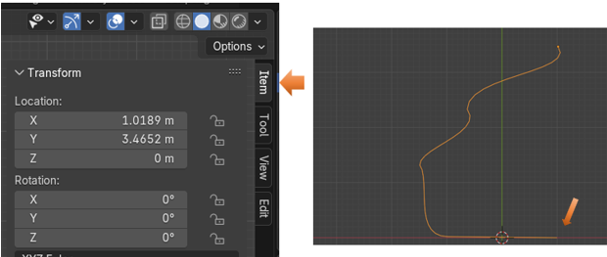 Options
Transform
Location:
X 1.0189 m
Y 3.4652 m
Z 0 m
Rotation:
X 0°
Y 0°
Z 0°
Item
Tool
View
Edit